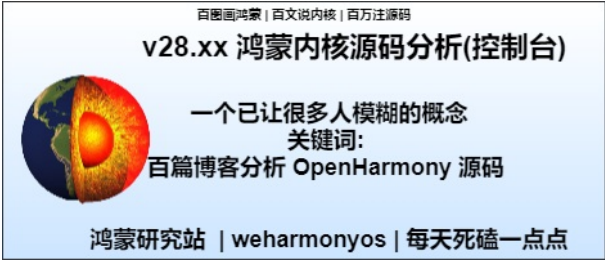 百图画鸿蒙 | 百文说内核 | 百万注源码
v28.xx 鸿蒙内核源码分析(控制台)
一个已让很多人模糊的概念
关键词:
百篇博客分析 OpenHarmony 源码
鸿蒙研究站 | weharmonyos | 每天死磕一点点